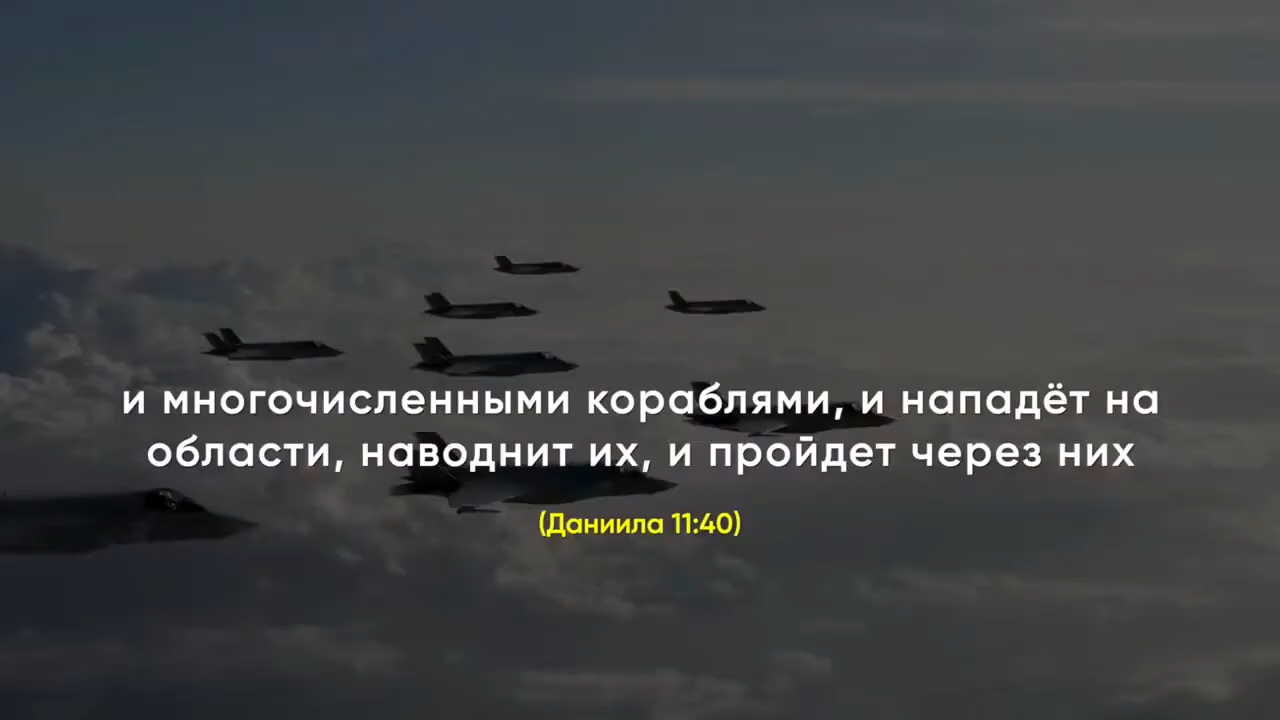 и многочисленными кораблями, и нападёт на
области, наводнит их, и пройдет через них
(Даниила 11:40)